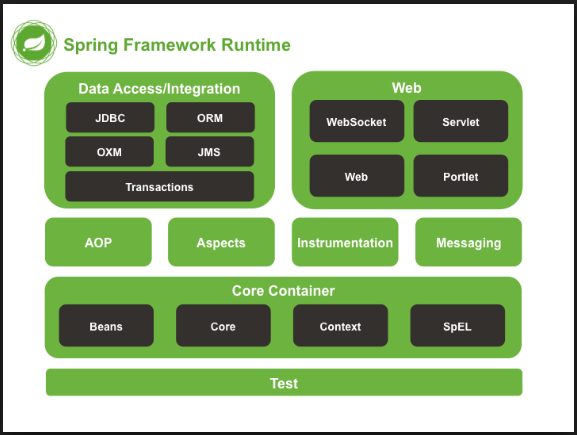 Spring Framework Runtime
Data Access/Integration
JDBC
ORM
OXM
JMS
Transactions
Web
WebSocket
Servlet
Web
Portlet
AOP
Aspects
Instrumentation
Messaging
Core Container
Beans
Core
Context
SpEL
Test